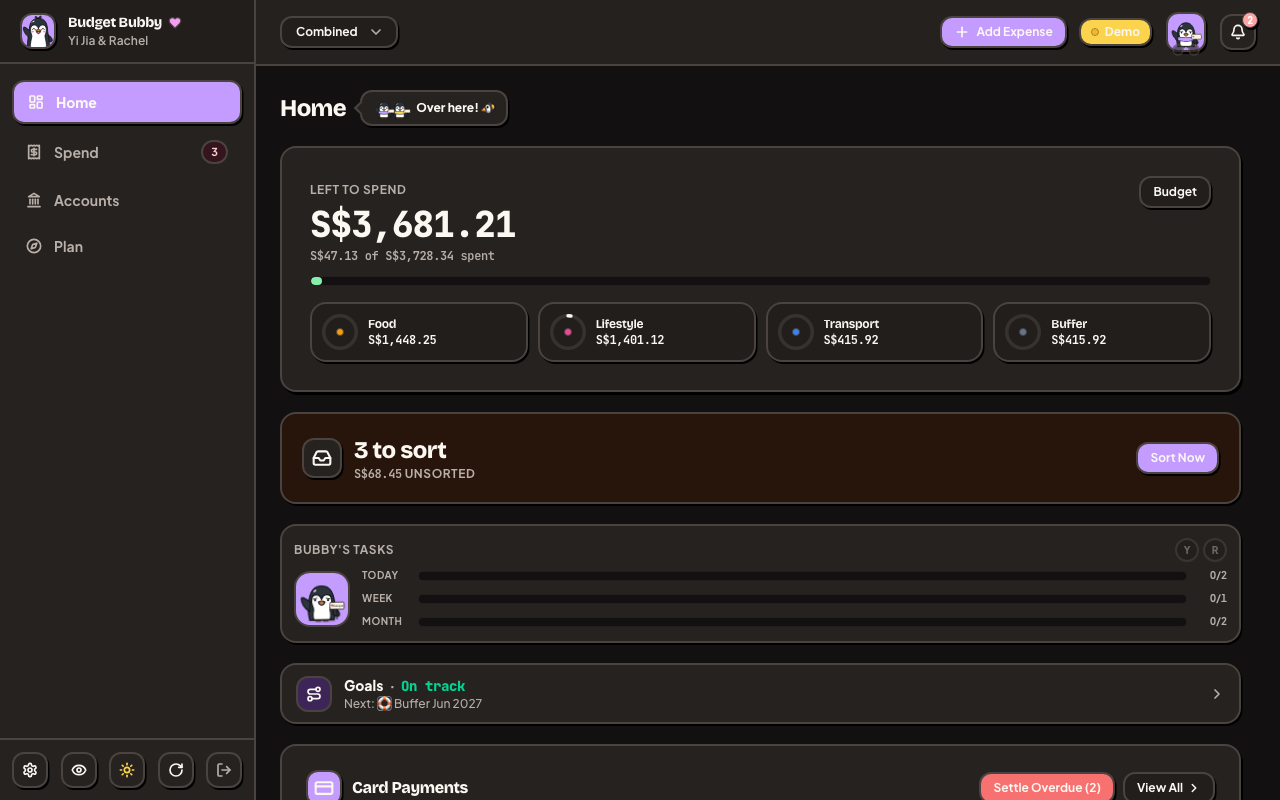 Budget Bubby
Yi Jia & Rachel
Combined
Add Expense
Demo
2
Home
Spend
3
Accounts
Plan
Home
Over here!
LEFT TO SPEND
Budget
S$3,681.21
S$47.13 of S$3,728.34 spent
Food
S$1,448.25
Lifestyle
S$1,401.12
Transport
S$415.92
Buffer
S$415.92
3 to sort
S$68.45 UNSORTED
Sort Now
BUBBY'S TASKS
Y R
TODAY 0/2
WEEK 0/1
MONTH 0/2
Goals · On track
Next: Buffer Jun 2027
Card Payments
Settle Overdue (2)
View All